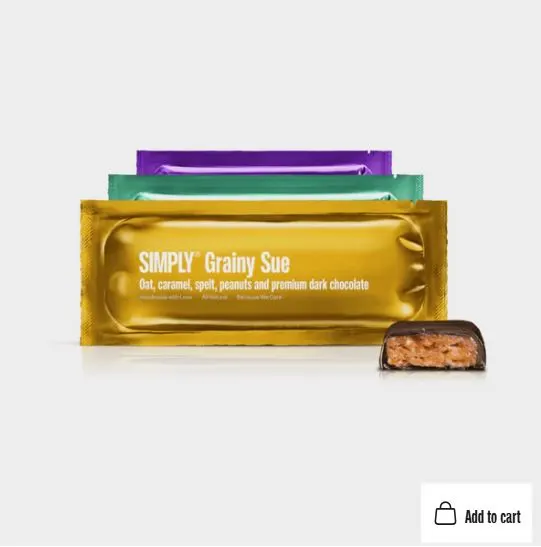 SIMPLY® Grainy Sue
Oat, caramel, spelt, peanuts and premium dark chocolate
Handmade with Love All Natural Because We Care
Add to cart